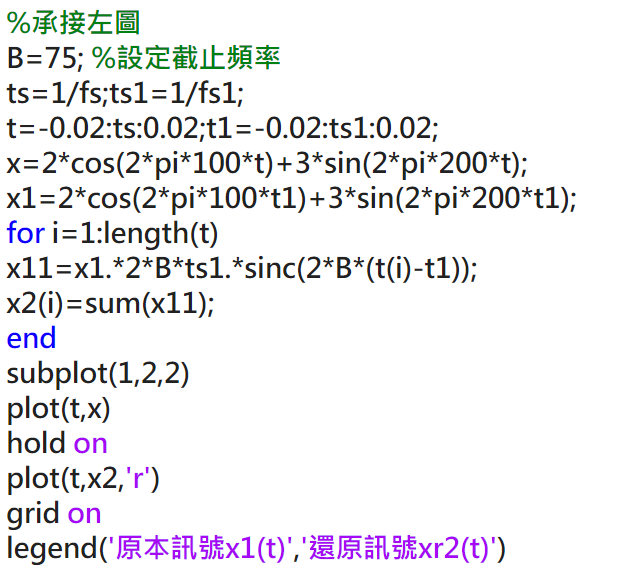 %承接左圖
B=75; %設定截止頻率
ts=1/fs;ts1=1/fs1;
t=-0.02:ts:0.02;t1=-0.02:ts1:0.02;
x=2*cos(2*pi*100*t)+3*sin(2*pi*200*t);
x1=2*cos(2*pi*100*t1)+3*sin(2*pi*200*t1);
for i=1:length(t)
x11=x1.*2*B*ts1.*sinc(2*B*(t(i)-t1));
x2(i)=sum(x11);
end
subplot(1,2,2)
plot(t,x)
hold on
plot(t,x2,'r')
grid on
legend('原本訊號x1(t)','還原訊號xr2(t)')